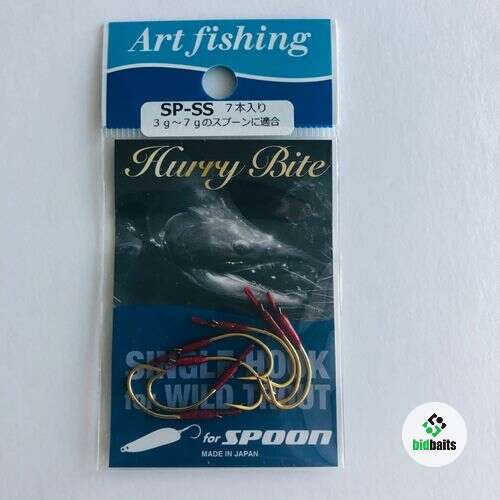 Art fishing
SP-SS 7本入り
3g～7gのスプーンに適合
Hurry Bite
SINGLE HOOK
for WILD TROUT
for SPOON
MADE IN JAPAN
bidbaits